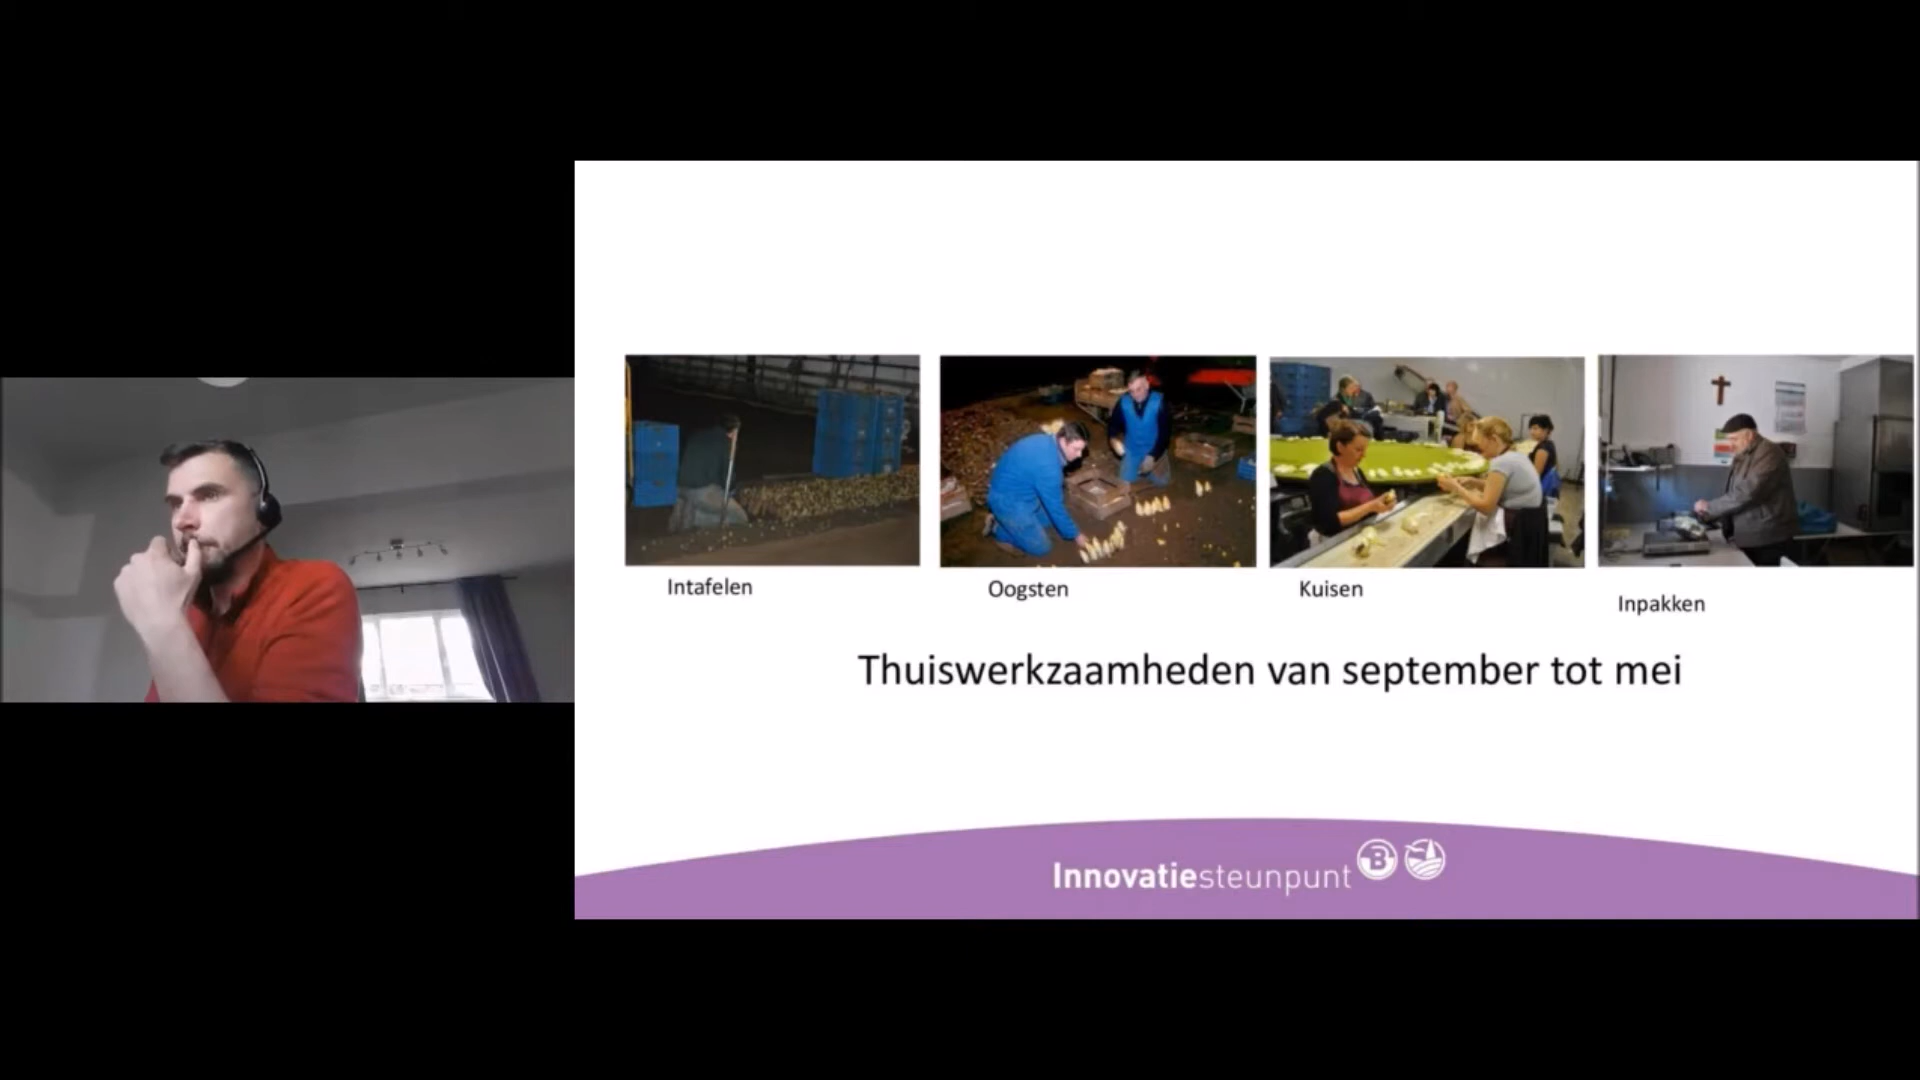 Intafelen
Oogsten
Kuisen
Inpakken
Thuiswerkzaamheden van september tot mei
Innovatiesteunpunt B